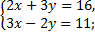 2x + 3y = 16,
3x − 2y = 11;